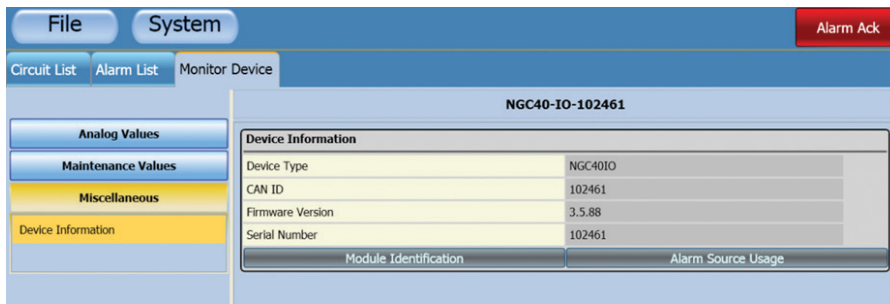 File System Alarm Ack
Circuit List Alarm List Monitor Device
NGC40-IO-102461
Analog Values
Maintenance Values
Miscellaneous
Device Information
Device Information
Device Type NGC40IO
CAN ID 102461
Firmware Version 3.5.88
Serial Number 102461
Module Identification Alarm Source Usage